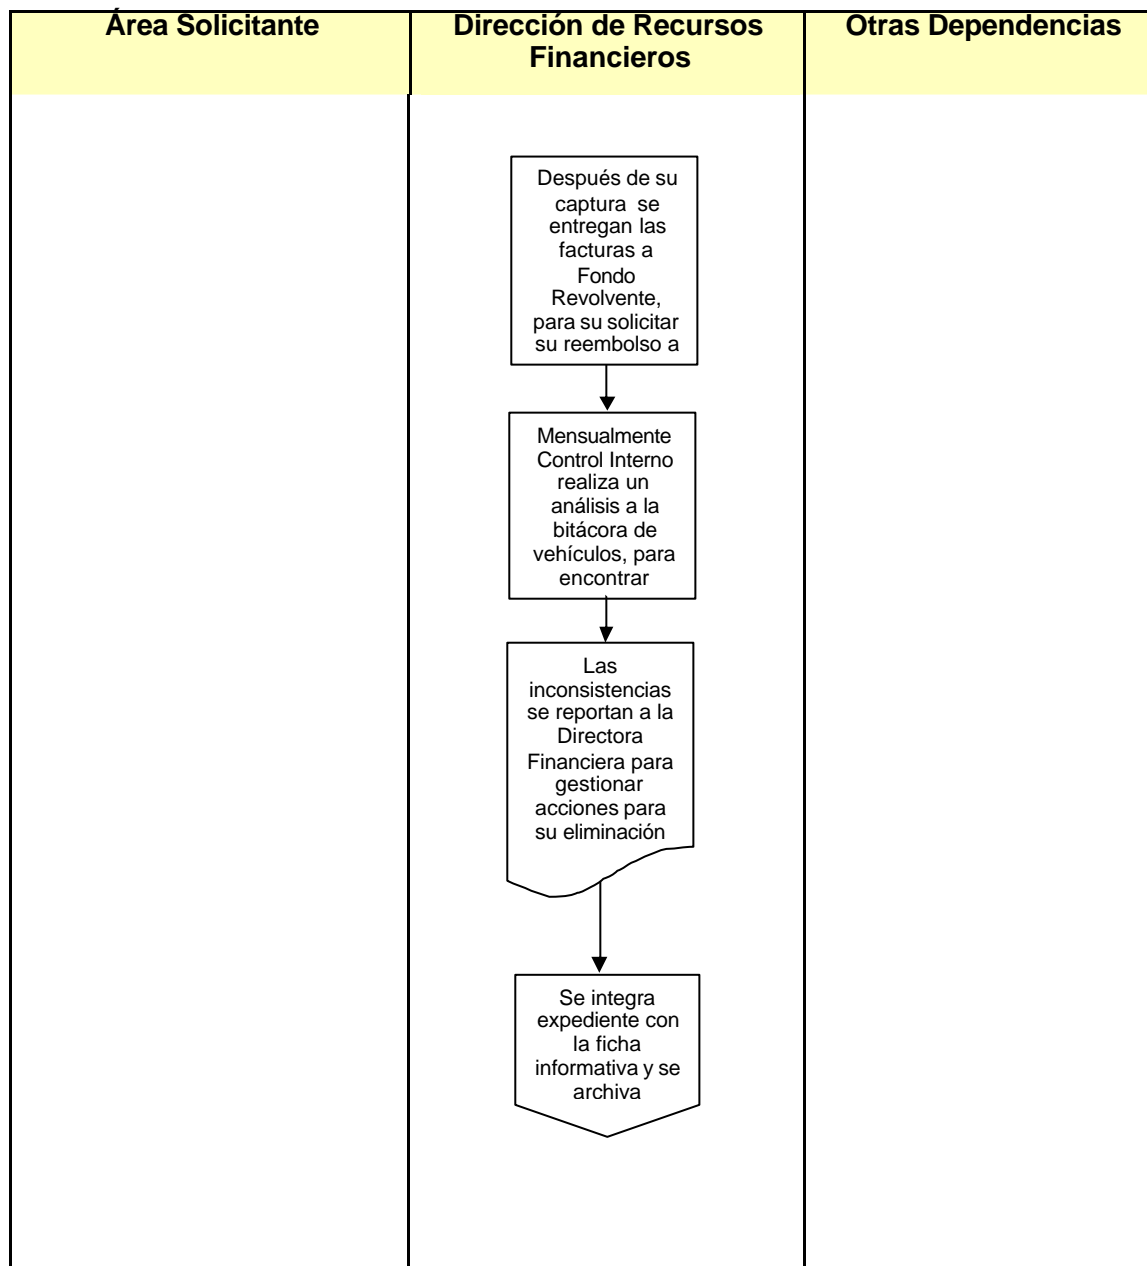 Área Solicitante
Dirección de Recursos
Financieros
Otras Dependencias
Después de su
captura se
entregan las
facturas a
Fondo
Revolvente,
para su solicitar
su reembolso a
Mensualmente
Control Interno
realiza un
análisis a la
bitácora de
vehículos, para
encontrar
Las
inconsistencias
se reportan a la
Directora
Financiera para
gestionar
acciones para
su eliminación
Se integra
expediente con
la ficha
informativa y se
archiva